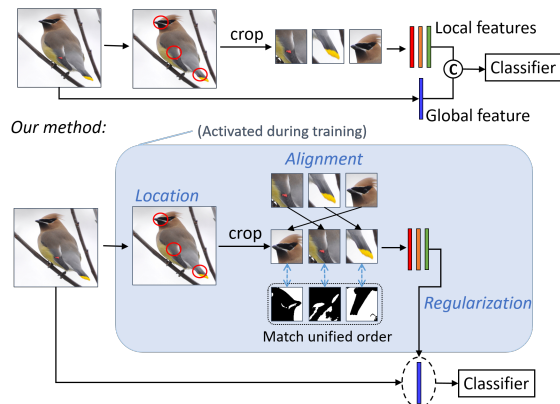 crop
Local features
C
Classifier
Global feature
Our method:
(Activated during training)
Alignment
Location
crop
Regularization
Match unified order
Classifier